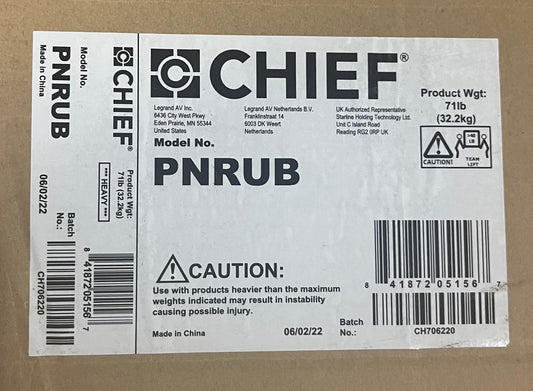 CHIEF®
Model No.
PNRUB
Made in China
Product Wgt:
71lb
(32.2kg)
*** HEAVY ***
06/02/22
Batch
No.:
8 41872 05156 7
CH706220
CHIEF®
Legrand AV Inc.
6436 City West Pkwy
Eden Prairie, MN 55344
United States
Legrand AV Netherlands B.V.
Franklinstraat 14
6003 DK Weert
Netherlands
UK Authorized Representative
Starline Holding Technology Ltd.
Unit C Island Road
Reading RG2 0RP UK
Product Wgt:
71lb
(32.2kg)
CAUTION!
>40
LB
TEAM
LIFT
Model No.
PNRUB
CAUTION:
Use with products heavier than the maximum
weights indicated may result in instability
causing possible injury.
Made in China
06/02/22
Batch
No.:
8 41872 05156 7
CH706220